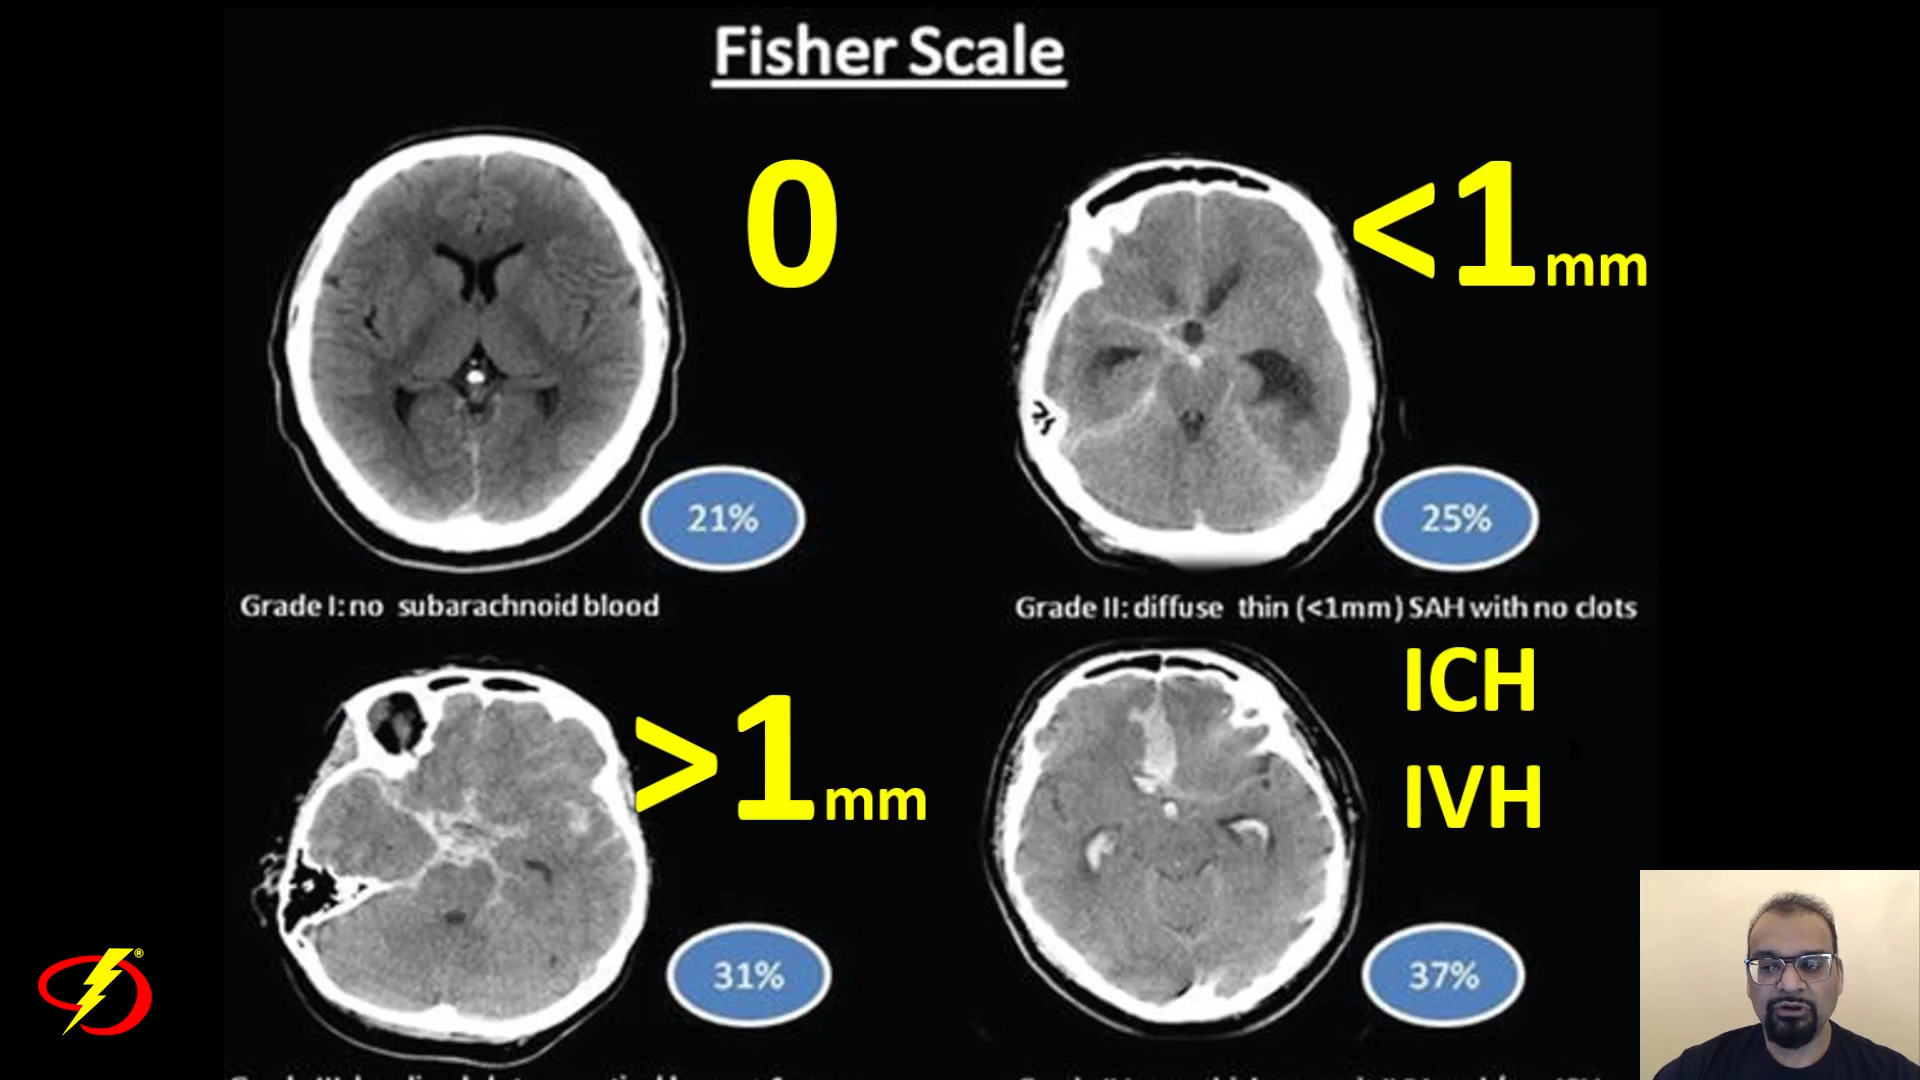 Fisher Scale
0
<1mm
21%
25%
Grade I: no subarachnoid blood
Grade II: diffuse thin (<1mm) SAH with no clots
>1mm
ICH
IVH
31%
37%
®